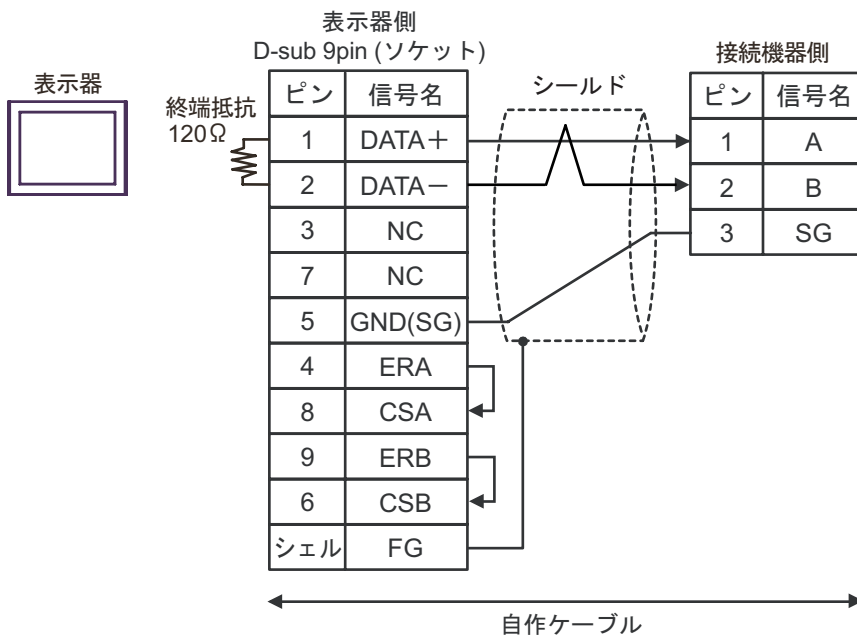 表示器側
D-sub 9pin (ソケット)
表示器
終端抵抗
120Ω
ピン 信号名
1 DATA+
2 DATA−
3 NC
7 NC
5 GND(SG)
4 ERA
8 CSA
9 ERB
6 CSB
シェル FG
シールド
接続機器側
ピン 信号名
1 A
2 B
3 SG
自作ケーブル